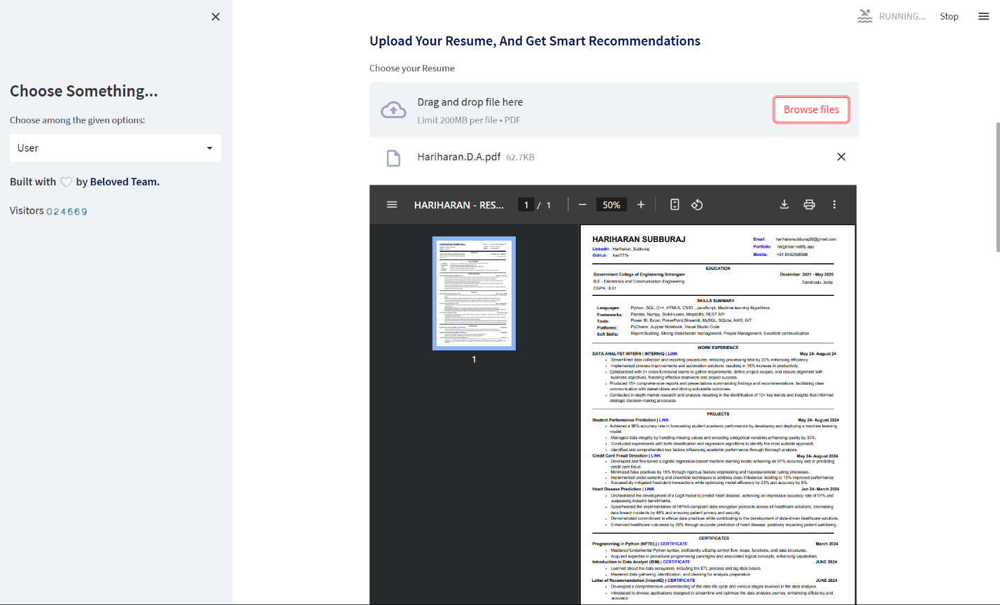 RUNNING...
Stop
Choose Something...
Choose among the given options:
User
Built with by Beloved Team.
Visitors 024669
Upload Your Resume, And Get Smart Recommendations
Choose your Resume
Drag and drop file here
Limit 200MB per file • PDF
Browse files
Hariharan.D.A.pdf 62.7KB
HARIHARAN - RES... 1 / 1 50%
1
HARIHARAN SUBBURAJ
Linkedin : Hariharan_Subburaj
GitHub : hari777s
Email: hariharansubburaj20@gmail.com
Portfolio: netgineer.netlify.app
Mobile: +91 9342898996
EDUCATION
Government College of Engineering Srirangam December 2021 - May 2025
B.E - Electronics and Communication Engineering Tamilnadu, India
CGPA : 8.01
SKILLS SUMMARY
Languages: Python, SQL, C++, HTML5, CSS3 , JavaScript, Machine learning Algorithms
Frameworks: Pandas, Numpy, Scikit-Learn, Matplotlib, REST API
Tools: Power BI, Excel, PowerPoint,Streamlit, MySQL, SQLite, AWS, GIT
Platforms: PyCharm, Jupyter Notebook, Visual Studio Code
Soft Skills: Report Building, Strong Stakeholder management, People Management, Excellent communication
WORK EXPERIENCE
DATA ANALYST INTERN | INTERNIQ | LINK May 24- August 24
• Streamlined data collection and reporting procedures, reducing processing time by 20% enhancing efficiency.
• Implemented process improvements and automation solutions, resulting in 15% increase in productivity.
• Collaborated with 3+ cross-functional teams to gather requirements, define project scopes, and ensure alignment with
business objectives, fostering effective teamwork and project success.
• Produced 15+ comprehensive reports and presentations summarizing findings and recommendations, facilitating clear
communication with stakeholders and driving actionable outcomes.
• Conducted in-depth market research and analysis, resulting in the identification of 10+ key trends and insights that informed
strategic decision-making processes.
PROJECTS
Student Performance Prediction | LINK May 24- August 2024
• Achieved a 96% accuracy rate in forecasting student academic performance by developing and deploying a machine learning
model.
• Managed data integrity by handling missing values and encoding categorical variables,enhancing quality by 33%.
• Conducted experiments with both classification and regression algorithms to identify the most suitable approach.
• Identified and comprehended key factors influencing academic performance through thorough analysis.
Credit Card Fraud Detection | LINK May 24- August 2024
• Developed and fine-tuned a logistic regression-based machine learning model achieving an 87% accuracy rate in predicting
credit card fraud.
• Minimized false positives by 16% through rigorous feature engineering and hyperparameter tuning processes.
• Implemented under-sampling and ensemble techniques to address class imbalance, leading to 15% improved performance.
• Successfully mitigated fraudulent transactions while optimizing model efficiency by 23% and accuracy by 6%.
Heart Disease Prediction | LINK Jan 24- March 2024
• Orchestrated the development of a Logit model to predict heart disease, achieving an impressive accuracy rate of 91% and
surpassing industry benchmarks.
• Spearheaded the implementation of HIPAA-compliant data encryption protocols across all healthcare solutions, decreasing
data breach incidents by 40% and ensuring patient privacy and security.
• Demonstrated commitment to ethical data practices while contributing to the development of data-driven healthcare solutions.
• Enhanced healthcare outcomes by 26% through accurate prediction of heart disease, positively impacting patient well-being.
CERTIFICATES
Programming in Python (NPTEL) | CERTIFICATE March 2024
• Mastered fundamental Python syntax, proficiently utilizing control flow, loops, functions, and data structures.
• Acquired expertise in procedural programming paradigms and associated logical concepts, enhancing capabilities.
Introduction to Data Analyst (IBM) | CERTIFICATE JUNE 2024
• Learned about the data ecosystem, including the ETL process and big data basics.
• Mastered data gathering, identification, and cleaning for analysis preparation.
Letter of Recommendation (InternIQ) | CERTIFICATE JUNE 2024
• Developed a comprehensive understanding of the data life cycle and various stages involved in the data analysis.
• Introduced to diverse applications designed to streamline and optimize the data analysis journey, enhancing efficiency and
accuracy.